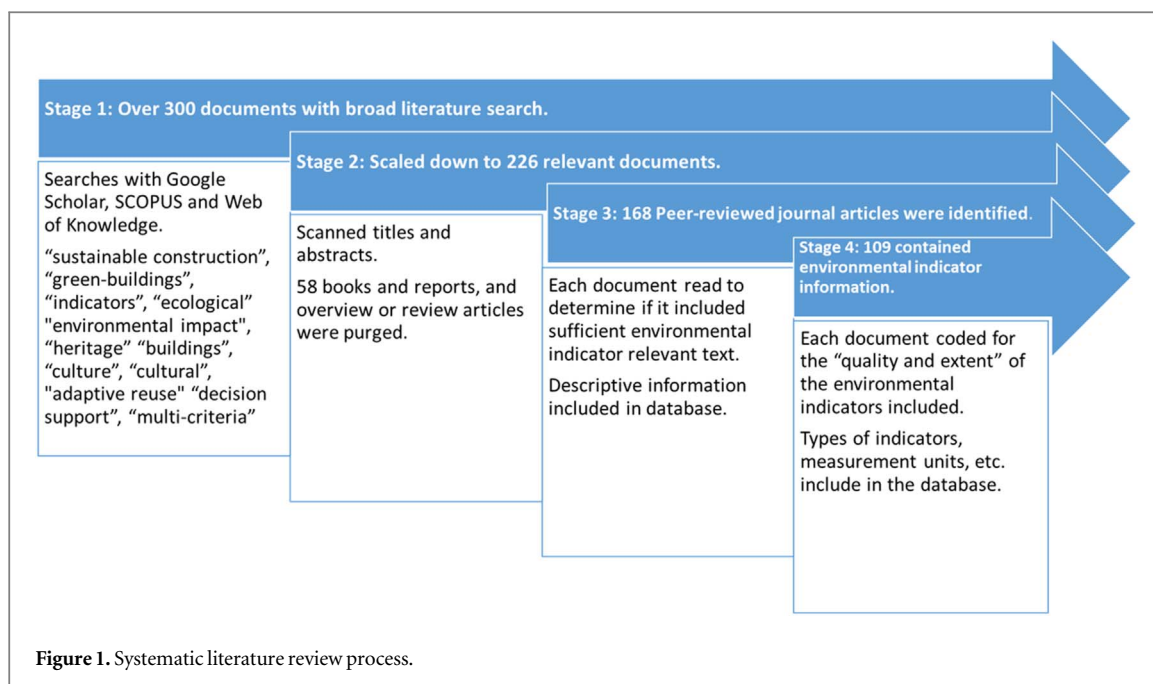 Stage 1: Over 300 documents with broad literature search.
Searches with Google
Scholar, SCOPUS and Web
of Knowledge.
“sustainable construction”,
“green-buildings”,
“indicators”, “ecological”
"environmental impact",
“heritage” “buildings”,
“culture”, “cultural”,
"adaptive reuse" “decision
support”, “multi-criteria”
Stage 2: Scaled down to 226 relevant documents.
Scanned titles and
abstracts.
58 books and reports, and
overview or review articles
were purged.
Stage 3: 168 Peer-reviewed journal articles were identified.
Each document read to
determine if it included
sufficient environmental
indicator relevant text.
Descriptive information
included in database.
Stage 4: 109 contained
environmental indicator
information.
Each document coded for
the “quality and extent” of
the environmental
indicators included.
Types of indicators,
measurement units, etc.
include in the database.
Figure 1. Systematic literature review process.